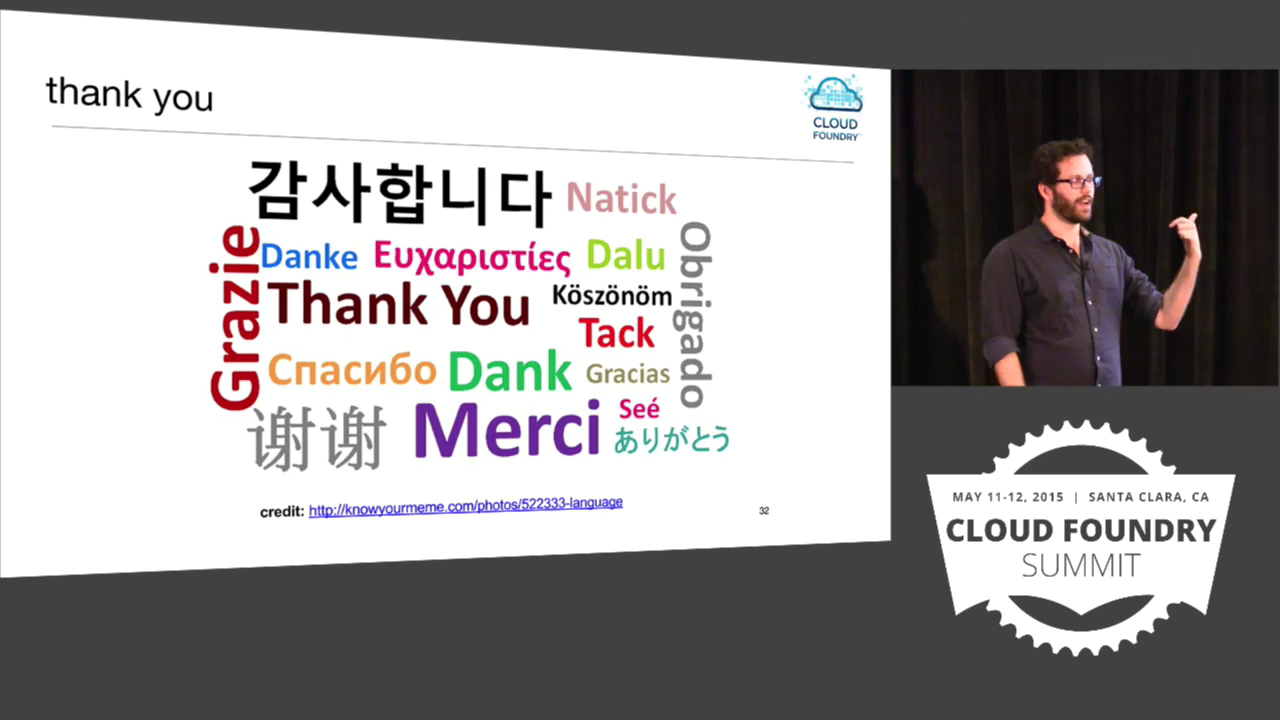 thank you
CLOUD
FOUNDRY
감사합니다 Natick
Grazie
Danke Ευχαριστίες Dalu
Obrigado
Thank You Köszönöm
Tack
Спасибо Dank Gracias
谢谢 Merci Seé
ありがとう
credit: http://knowyourmeme.com/photos/522333-language
32
MAY 11-12, 2015 | SANTA CLARA, CA
CLOUD FOUNDRY
SUMMIT